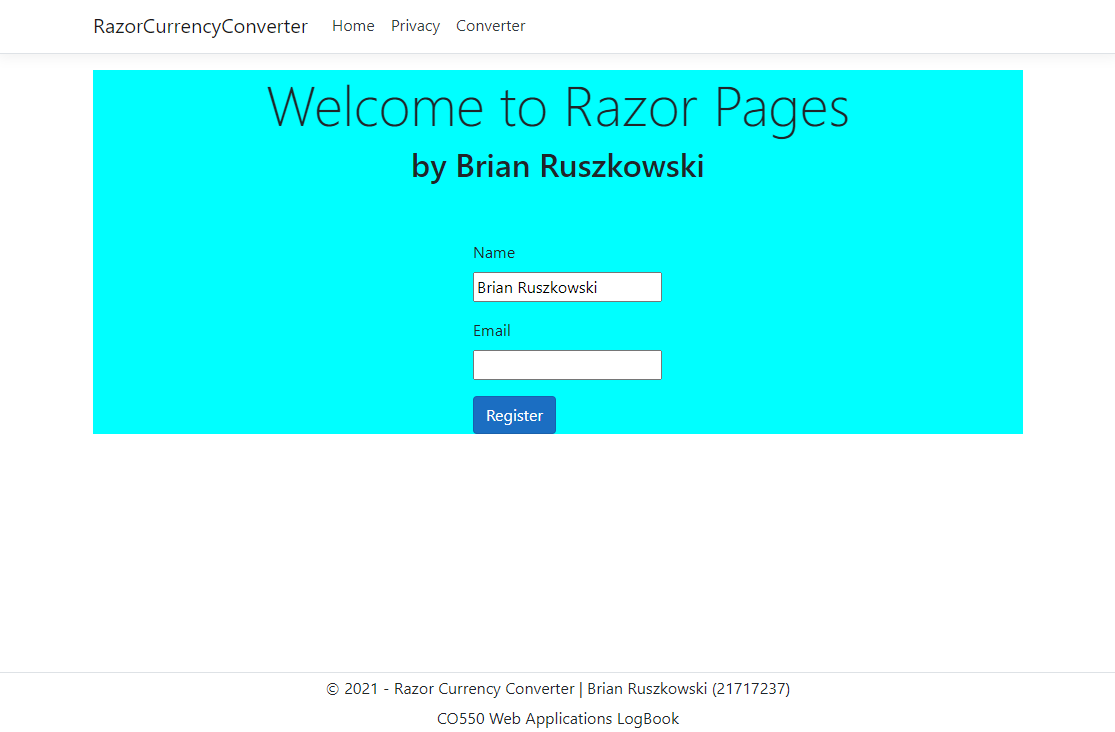 RazorCurrencyConverter Home Privacy Converter
Welcome to Razor Pages
by Brian Ruszkowski
Name
Brian Ruszkowski
Email
Register
© 2021 - Razor Currency Converter | Brian Ruszkowski (21717237)
CO550 Web Applications LogBook